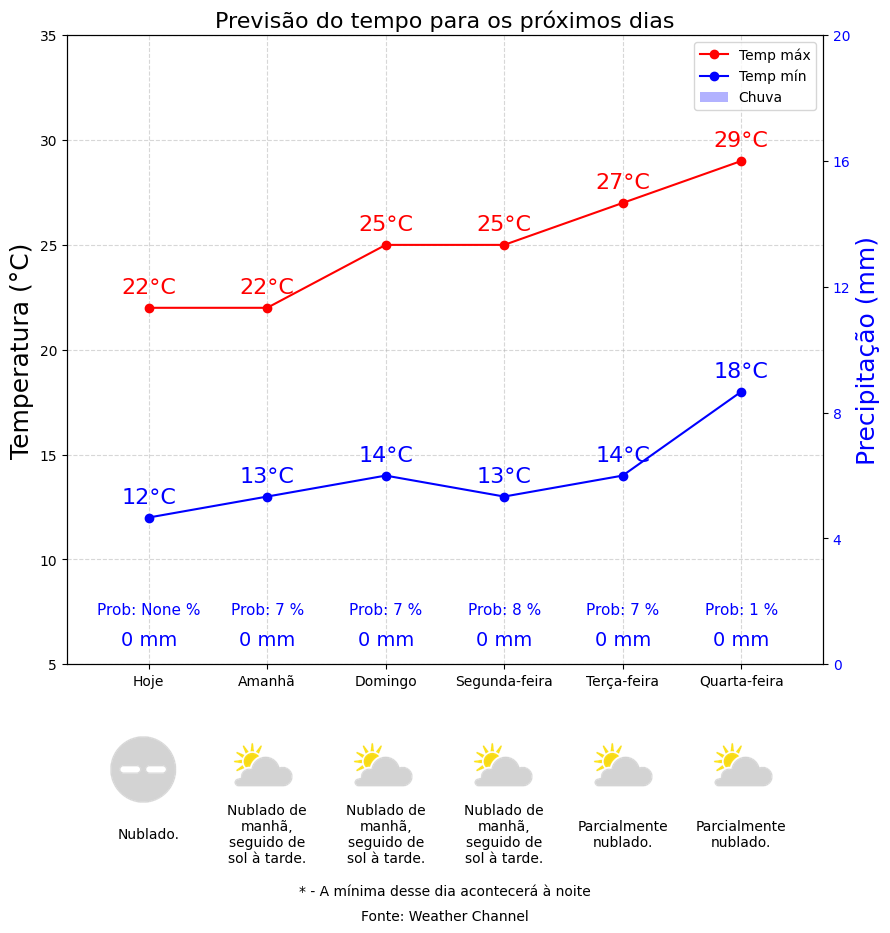 Previsão do tempo para os próximos dias
Temp máx
Temp mín
Chuva
Temperatura (°C)
35
30
25
20
15
10
5
Precipitação (mm)
20
16
12
8
4
0
22°C 22°C 25°C 25°C 27°C 29°C
12°C 13°C 14°C 13°C 14°C 18°C
Prob: None % Prob: 7 % Prob: 7 % Prob: 8 % Prob: 7 % Prob: 1 %
0 mm 0 mm 0 mm 0 mm 0 mm 0 mm
Hoje Amanhã Domingo Segunda-feira Terça-feira Quarta-feira
Nublado.
Nublado de
manhã,
seguido de
sol à tarde.
Nublado de
manhã,
seguido de
sol à tarde.
Nublado de
manhã,
seguido de
sol à tarde.
Parcialmente
nublado.
Parcialmente
nublado.
* - A mínima desse dia acontecerá à noite
Fonte: Weather Channel